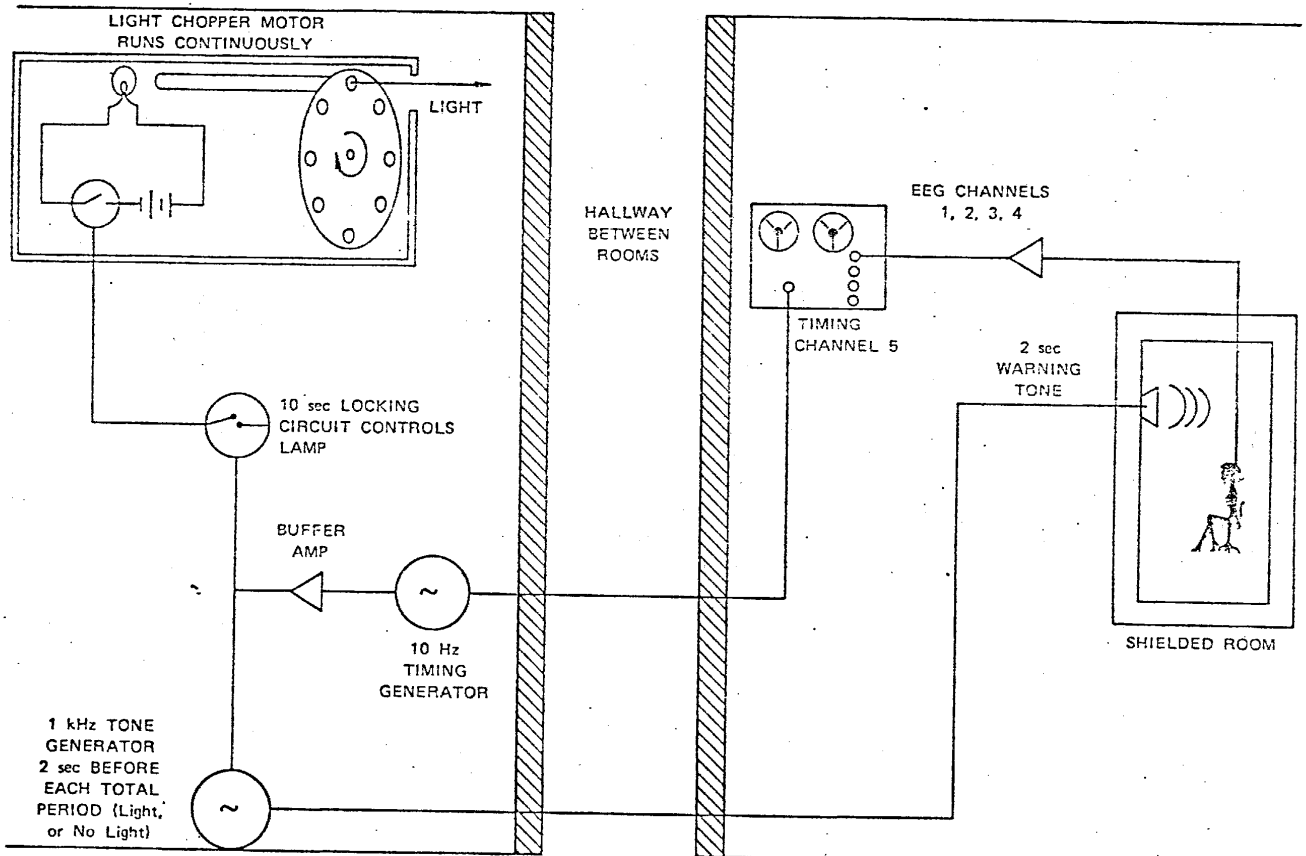 LIGHT CHOPPER MOTOR
RUNS CONTINUOUSLY
LIGHT
HALLWAY
BETWEEN
ROOMS
EEG CHANNELS
1, 2, 3, 4
TIMING
CHANNEL 5
2 sec
WARNING
TONE
10 sec LOCKING
CIRCUIT CONTROLS
LAMP
BUFFER
AMP
~
10 Hz
TIMING
GENERATOR
SHIELDED ROOM
1 kHz TONE
GENERATOR
2 sec BEFORE
EACH TOTAL
PERIOD (Light,
or No Light)
~